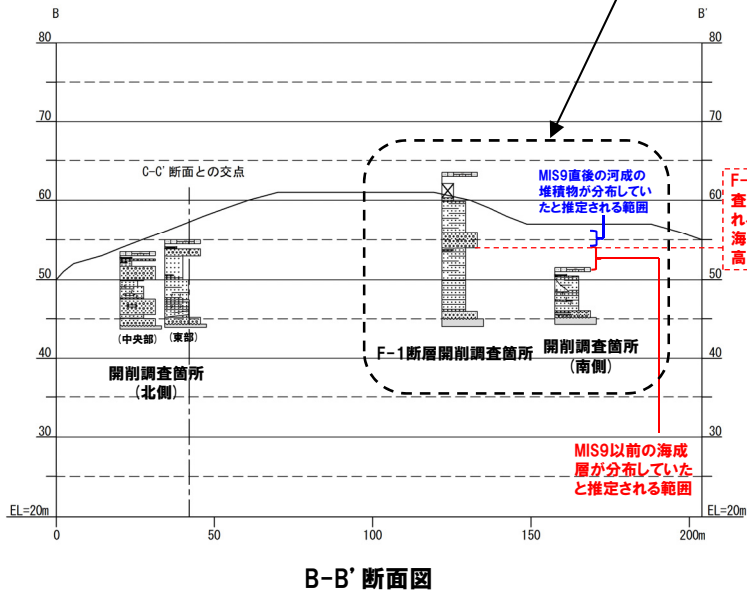 B
B'
80
80
70
70
C-C' 断面との交点
MIS9直後の河成の
堆積物が分布してい
たと推定される範囲
F-
査
れ
海
高
60
60
50
50
(中央部)
(東部)
開削調査箇所
(北側)
F-1断層開削調査箇所
開削調査箇所
(南側)
40
40
30
30
MIS9以前の海成
層が分布していた
と推定される範囲
EL=20m
EL=20m
0
50
100
150
200m
B-B' 断面図